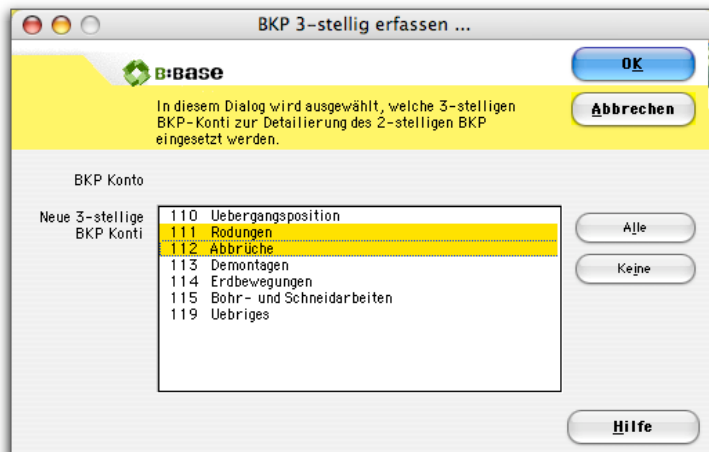 BKP 3-stellig erfassen ...
B:BASE
OK
In diesem Dialog wird ausgewählt, welche 3-stelligen
BKP-Konti zur Detailierung des 2-stelligen BKP
eingesetzt werden.
Abbrechen
BKP Konto
Neue 3-stellige
BKP Konti
110 Uebergangsposition
111 Rodungen
112 Abbrüche
113 Demontagen
114 Erdbewegungen
115 Bohr- und Schneidarbeiten
119 Uebriges
Alle
Keine
Hilfe